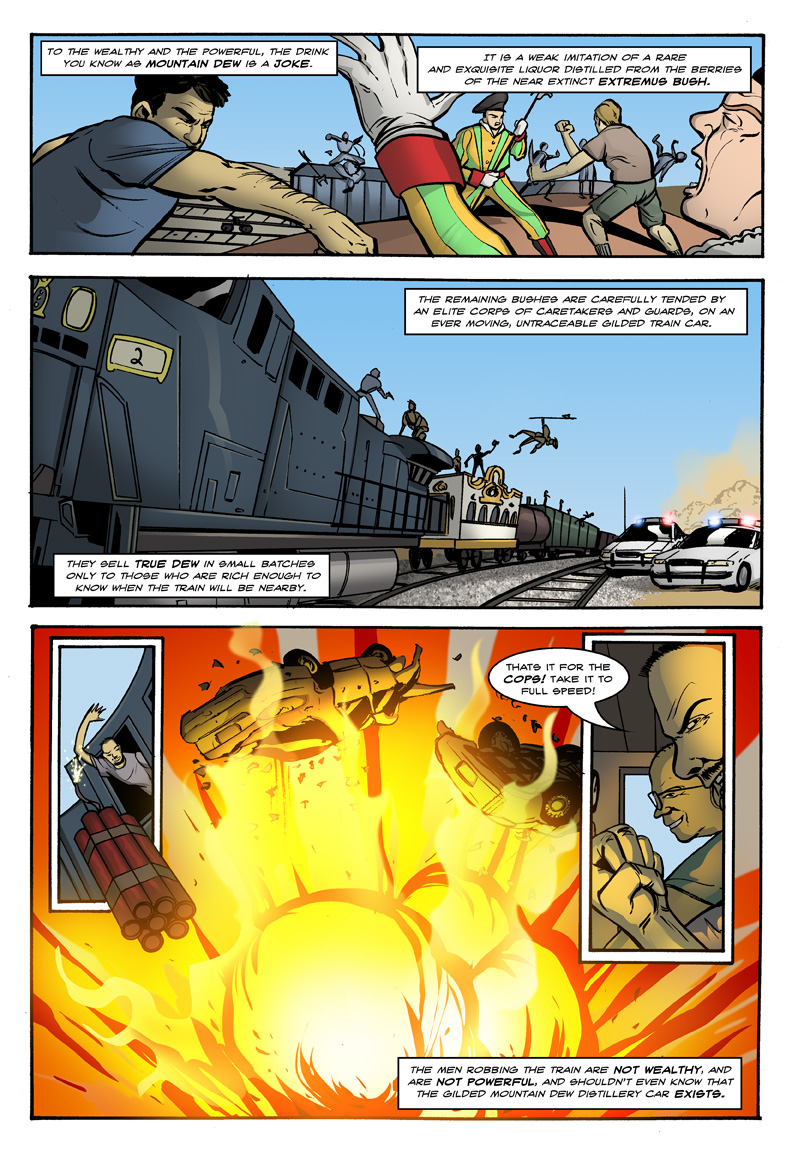 TO THE WEALTHY AND THE POWERFUL, THE DRINK
YOU KNOW AS MOUNTAIN DEW IS A JOKE.
IT IS A WEAK IMITATION OF A RARE
AND EXQUISITE LIQUOR DISTILLED FROM THE BERRIES
OF THE NEAR EXTINCT EXTREMUS BUSH.
THE REMAINING BUSHES ARE CAREFULLY TENDED BY
AN ELITE CORPS OF CARETAKERS AND GUARDS, ON AN
EVER MOVING, UNTRACEABLE GILDED TRAIN CAR.
2
THEY SELL TRUE DEW IN SMALL BATCHES
ONLY TO THOSE WHO ARE RICH ENOUGH TO
KNOW WHEN THE TRAIN WILL BE NEARBY.
THATS IT FOR THE
COPS! TAKE IT TO
FULL SPEED!
THE MEN ROBBING THE TRAIN ARE NOT WEALTHY, AND
ARE NOT POWERFUL, AND SHOULDN'T EVEN KNOW THAT
THE GILDED MOUNTAIN DEW DISTILLERY CAR EXISTS.